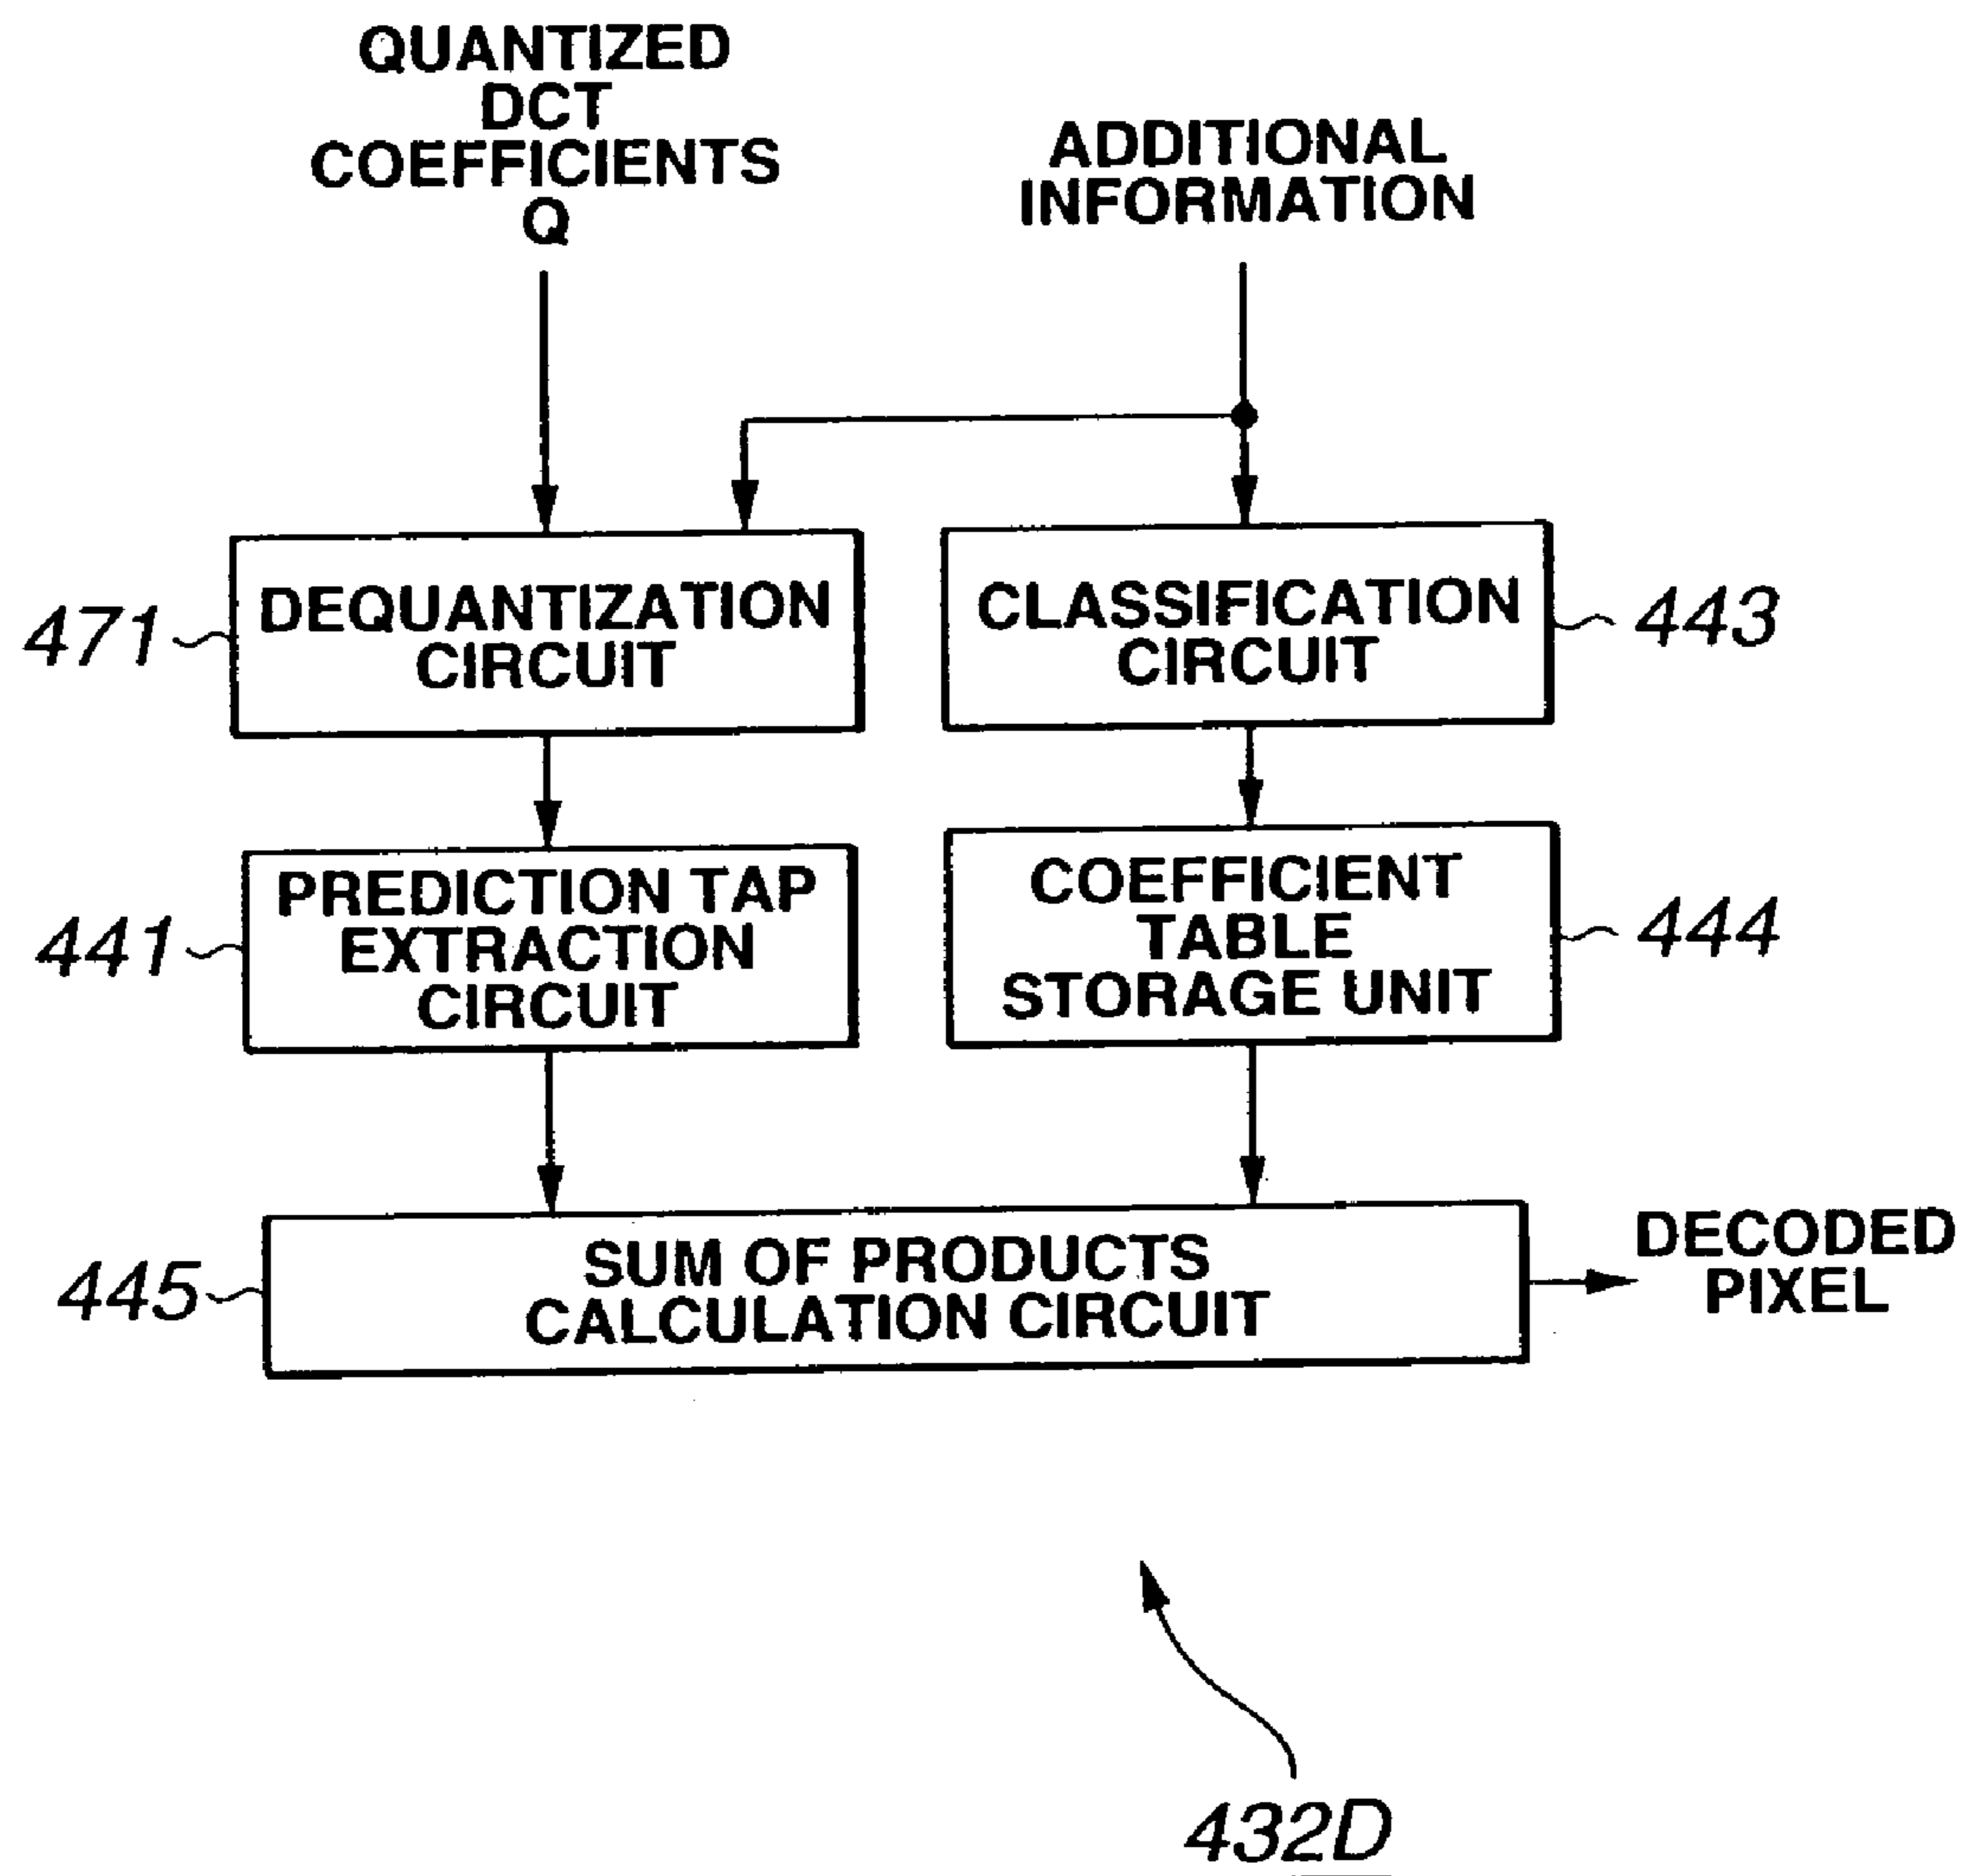 QUANTIZED
DCT
COEFFICIENTS
Q
ADDITIONAL
INFORMATION
471
DEQUANTIZATION
CIRCUIT
CLASSIFICATION
CIRCUIT
443
441
PREDICTION TAP
EXTRACTION
CIRCUIT
COEFFICIENT
TABLE
STORAGE UNIT
444
445
SUM OF PRODUCTS
CALCULATION CIRCUIT
DECODED
PIXEL
432D